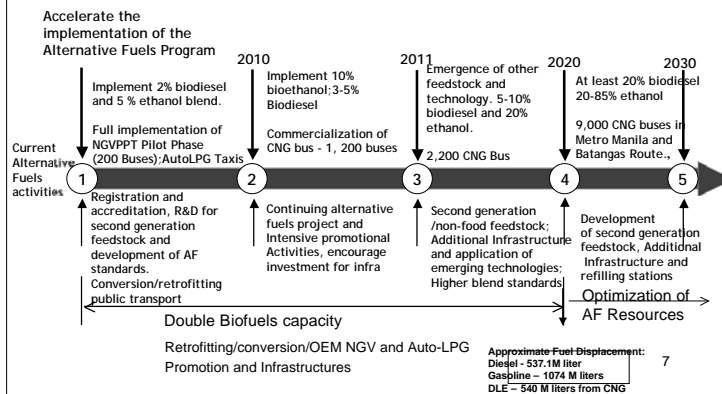 Accelerate the
implementation of the
Alternative Fuels Program
2010
2011
2020
2030
Implement 2% biodiesel
and 5 % ethanol blend.
Full implementation of
NGVPPT Pilot Phase
(200 Buses);AutoLPG Taxis
Implement 10%
bioethanol;3-5%
Biodiesel
Commercialization of
CNG bus - 1, 200 buses
Emergence of other
feedstock and
technology. 5-10%
biodiesel and 20%
ethanol.
2,200 CNG Bus
At least 20% biodiesel
20-85% ethanol
9,000 CNG buses in
Metro Manila and
Batangas Route.,
Current
Alternative
Fuels
activities
1
2
3
4
5
Registration and
accreditation, R&D for
second generation
feedstock and
development of AF
standards.
Conversion/retrofitting
public transport
Continuing alternative
fuels project and
Intensive promotional
Activities, encourage
investment for infra
Second generation
/non-food feedstock;
Additional Infrastructure
and application of
emerging technologies;
Higher blend standards
Development
of second generation
feedstock, Additional
Infrastructure and
refilling stations
Double Biofuels capacity
Optimization of
AF Resources
Retrofitting/conversion/OEM NGV and Auto-LPG
Promotion and Infrastructures
Approximate Fuel Displacement:
Diesel - 537.1M liter
Gasoline – 1074 M liters
DLE – 540 M liters from CNG
7